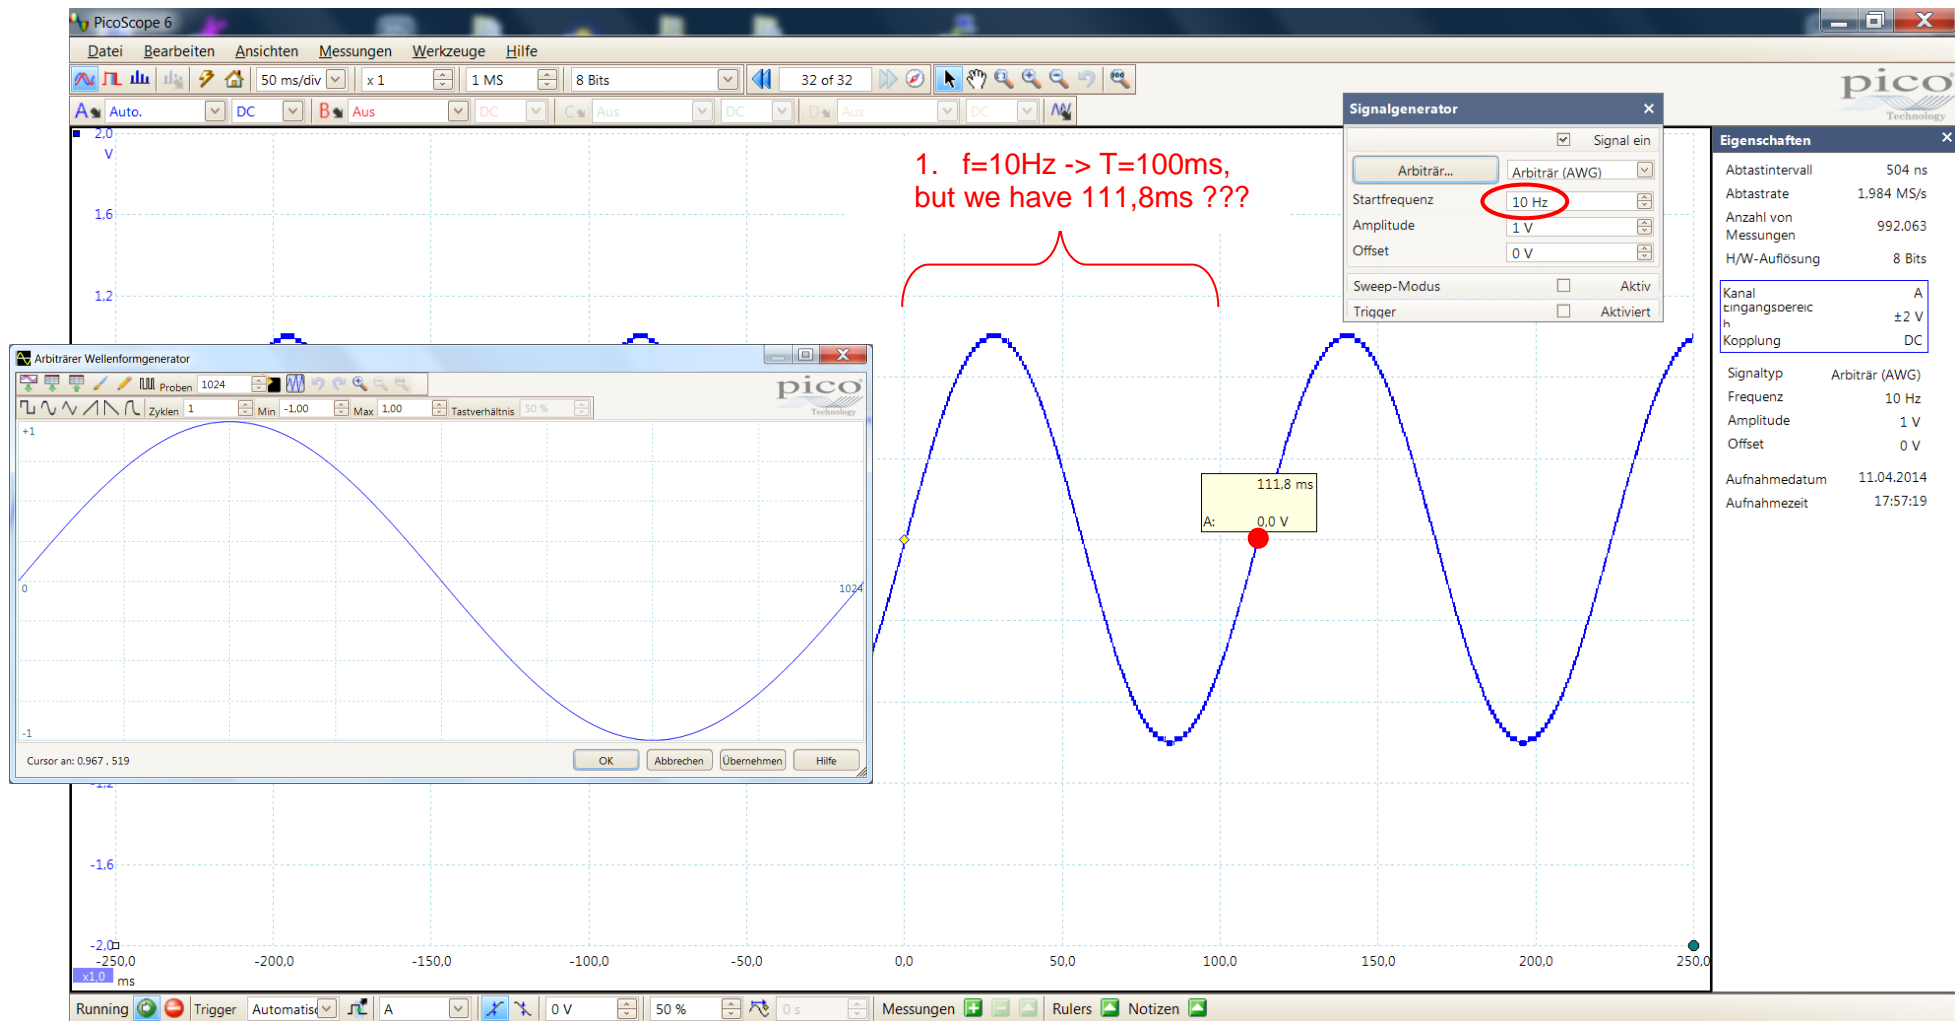 PicoScope 6
Datei Bearbeiten Ansichten Messungen Werkzeuge Hilfe
50 ms/div x 1 1 MS 8 Bits 32 of 32
pico
Technology
A Auto. DC B Aus DC C Aus DC D Aus DC
2,0
V
1,6
1,2
-1,2
-1,6
-2,0
-250,0 -200,0 -150,0 -100,0 -50,0 0,0 50,0 100,0 150,0 200,0 250,0
x1,0 ms
1. f=10Hz -> T=100ms,
but we have 111,8ms ???
111,8 ms
A: 0,0 V
Signalgenerator
Signal ein
Arbiträr... Arbiträr (AWG)
Startfrequenz 10 Hz
Amplitude 1 V
Offset 0 V
Sweep-Modus Aktiv
Trigger Aktiviert
Eigenschaften
Abtastintervall 504 ns
Abtastrate 1,984 MS/s
Anzahl von
Messungen 992.063
H/W-Auflösung 8 Bits
Kanal A
Eingangsbereic
h ±2 V
Kopplung DC
Signaltyp Arbiträr (AWG)
Frequenz 10 Hz
Amplitude 1 V
Offset 0 V
Aufnahmedatum 11.04.2014
Aufnahmezeit 17:57:19
Arbiträrer Wellenformgenerator
Proben 1024
pico
Technology
Zyklen 1 Min -1,00 Max 1,00 Tastverhältnis 50 %
+1
0 1024
-1
Cursor an: 0,967 , 519
OK Abbrechen Übernehmen Hilfe
Running Trigger Automatisc A 0 V 50 % 0 s Messungen Rulers Notizen